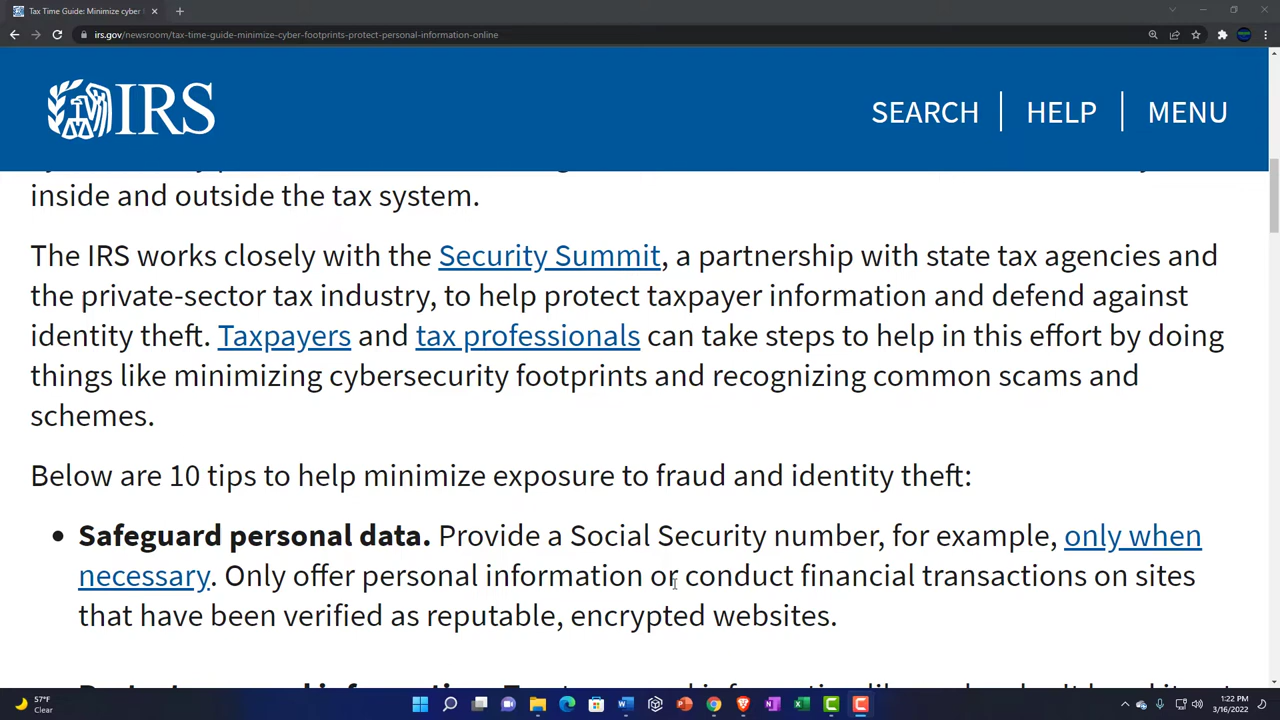 Tax Time Guide: Minimize cyber
irs.gov/newsroom/tax-time-guide-minimize-cyber-footprints-protect-personal-information-online
IRS
SEARCH
HELP
MENU
inside and outside the tax system.
The IRS works closely with the Security Summit, a partnership with state tax agencies and
the private-sector tax industry, to help protect taxpayer information and defend against
identity theft. Taxpayers and tax professionals can take steps to help in this effort by doing
things like minimizing cybersecurity footprints and recognizing common scams and
schemes.
Below are 10 tips to help minimize exposure to fraud and identity theft:
• Safeguard personal data. Provide a Social Security number, for example, only when
necessary. Only offer personal information or conduct financial transactions on sites
that have been verified as reputable, encrypted websites.
57°F
Clear
1:22 PM
3/16/2022